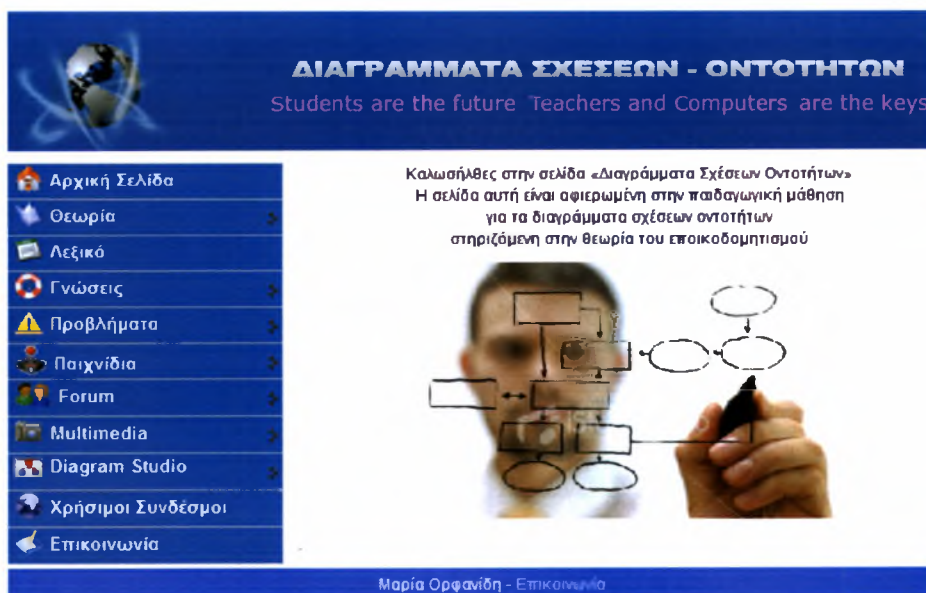 ΔΙΑΓΡΑΜΜΑΤΑ ΣΧΕΣΕΩΝ - ΟΝΤΟΤΗΤΩΝ
Students are the future Teachers and Computers are the keys
Αρχική Σελίδα
Θεωρία
Λεξικό
Γνώσεις
Προβλήματα
Παιχνίδια
Forum
Multimedia
Diagram Studio
Χρήσιμοι Συνδέσμοι
Επικοινωνία
Καλωσήλθες στην σελίδα «Διαγράμματα Σχέσεων Οντοτήτων»
Η σελίδα αυτή είναι αφιερωμένη στην παιδαγωγική μάθηση
για τα διαγράμματα σχέσεων οντοτήτων
στηριζόμενη στην θεωρία του εποικοδομητισμού
Μαρία Ορφανίδη - Επικοινωνία